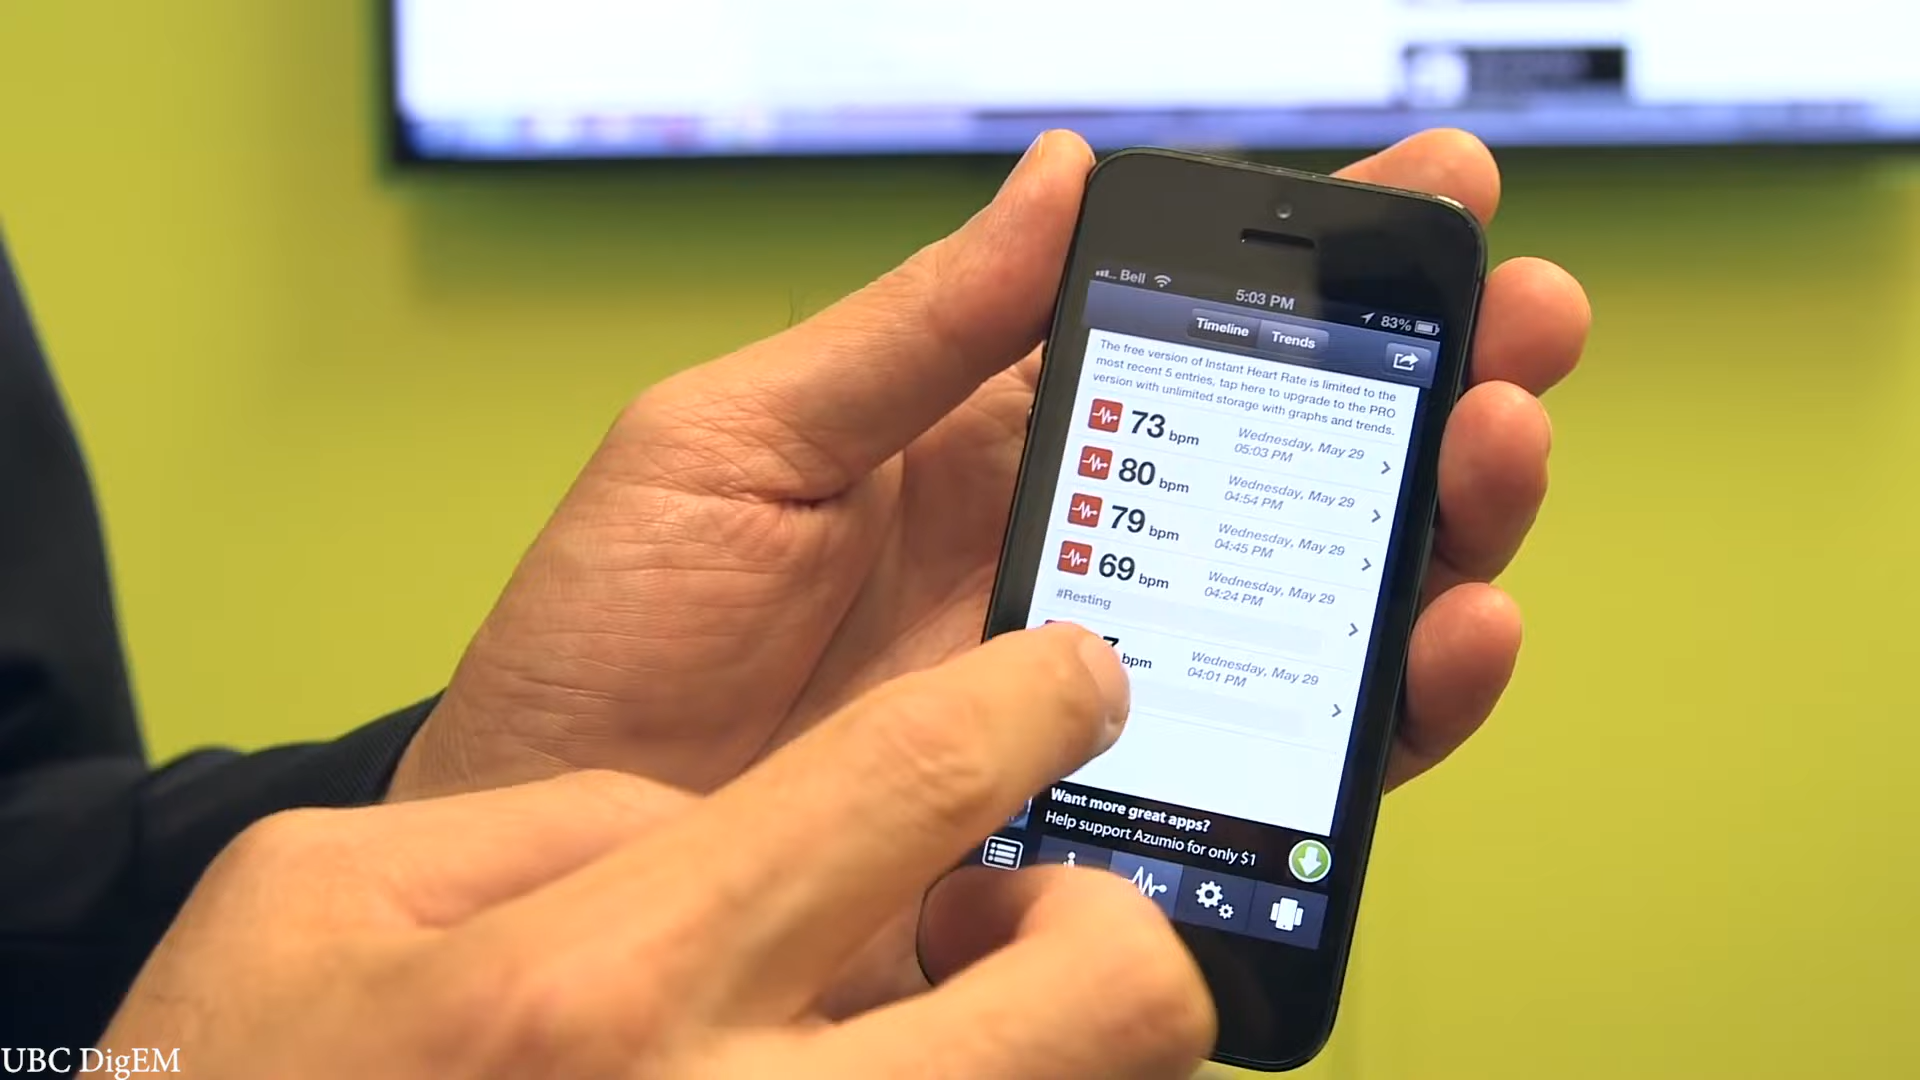 Bell
5:03 PM
83%
Timeline
Trends
The free version of Instant Heart Rate is limited to the
most recent 5 entries, tap here to upgrade to the PRO
version with unlimited storage with graphs and trends.
73 bpm
Wednesday, May 29
05:03 PM
80 bpm
Wednesday, May 29
04:54 PM
79 bpm
Wednesday, May 29
04:45 PM
69 bpm
Wednesday, May 29
04:24 PM
#Resting
bpm
Wednesday, May 29
04:01 PM
Want more great apps?
Help support Azumio for only $1
UBC DigEM